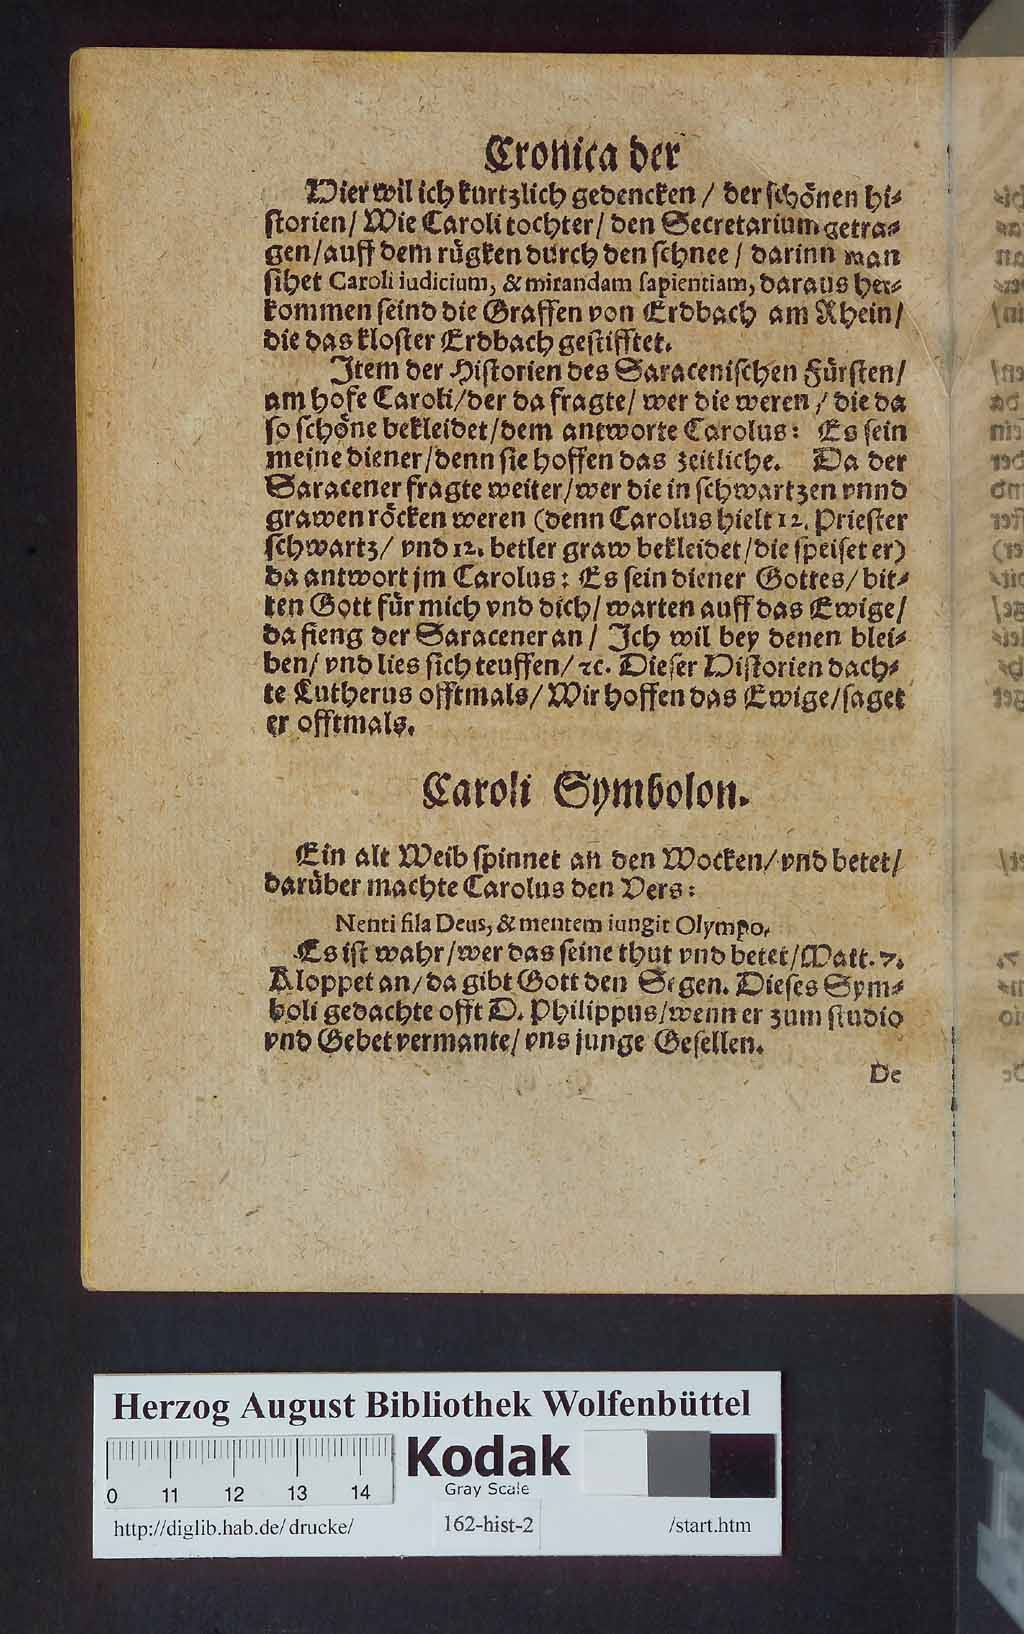 Cronica der
Hier wil ich kurtzlich gedencken / der schönen hi-
storien/ Wie Caroli tochter/ den Secretarium getra-
gen/ auff dem rügken durch den schnee / darinn man
sihet Caroli iudicium, & mirandam sapientiam, daraus her-
kommen seind die Graffen von Erdbach am Rhein/
die das kloster Erdbach gestifftet.
Item der Historien des Saracenischen Fürsten/
am hofe Caroli/ der da fragte/ wer die weren / die da
so schöne bekleidet/ dem antworte Carolus: Es sein
meine diener/ denn sie hoffen das zeitliche. Da der
Saracener fragte weiter/ wer die in schwartzen vnnd
grawen röcken weren (denn Carolus hielt 12. Priester
schwartz/ vnd 12. betler graw bekleidet/ die speiset er)
da antwort jm Carolus: Es sein diener Gottes/ bit-
ten Gott für mich vnd dich/ warten auff das Ewige/
da fieng der Saracener an / Ich wil bey denen blei-
ben/ vnd lies sich teuffen/ ꝛc. Dieser Historien dach-
te Lutherus offtmals/ Wir hoffen das Ewige/ saget
er offtmals.
Caroli Symbolon.
Ein alt Weib spinnet an den Wocken/ vnd betet/
darüber machte Carolus den Vers:
Nenti fila Deus, & mentem iungit Olympo,
Es ist wahr/ wer das seine thut vnd betet/ Matt. 7.
Kloppet an/ da gibt Gott den Segen. Dieses Sym-
boli gedachte offt D. Philippus/ wenn er zum studio
vnd Gebet vermante/ vns junge Gesellen.
De
Herzog August Bibliothek Wolfenbüttel
Kodak
Gray Scale
0 11 12 13 14
http://diglib.hab.de/drucke/ 162-hist-2 /start.htm